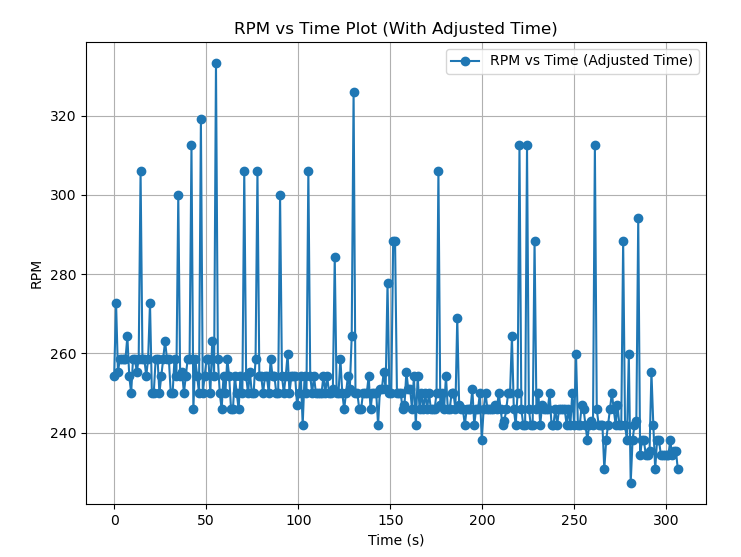 RPM vs Time Plot (With Adjusted Time)
RPM vs Time (Adjusted Time)
320
300
280
260
240
RPM
0 50 100 150 200 250 300
Time (s)